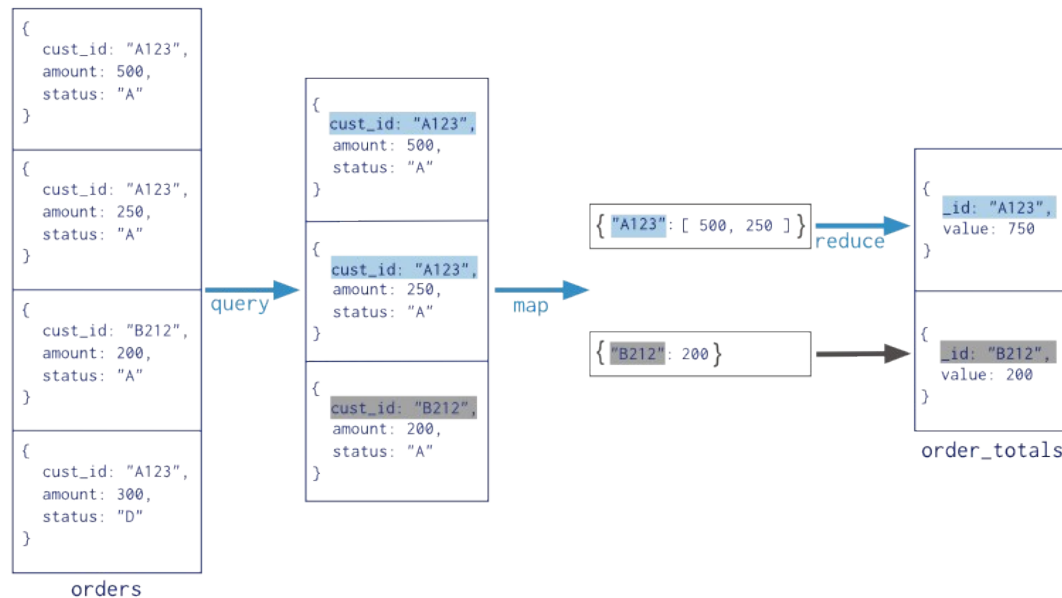 {
cust_id: "A123",
amount: 500,
status: "A"
}
{
cust_id: "A123",
amount: 250,
status: "A"
}
{
cust_id: "B212",
amount: 200,
status: "A"
}
{
cust_id: "A123",
amount: 300,
status: "D"
}
orders
query
{
cust_id: "A123",
amount: 500,
status: "A"
}
{
cust_id: "A123",
amount: 250,
status: "A"
}
{
cust_id: "B212",
amount: 200,
status: "A"
}
map
{ "A123": [ 500, 250 ] }
{ "B212": 200 }
reduce
{
_id: "A123",
value: 750
}
{
_id: "B212",
value: 200
}
order_totals